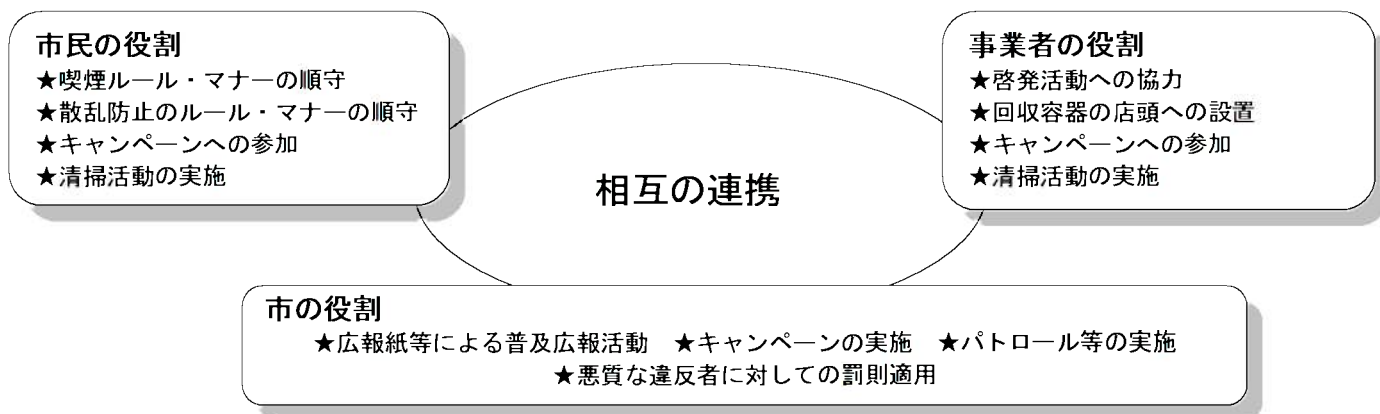 市民の役割
★喫煙ルール・マナーの順守
★散乱防止のルール・マナーの順守
★キャンペーンへの参加
★清掃活動の実施
事業者の役割
★啓発活動への協力
★回収容器の店頭への設置
★キャンペーンへの参加
★清掃活動の実施
相互の連携
市の役割
★広報紙等による普及広報活動　★キャンペーンの実施　★パトロール等の実施
★悪質な違反者に対しての罰則適用